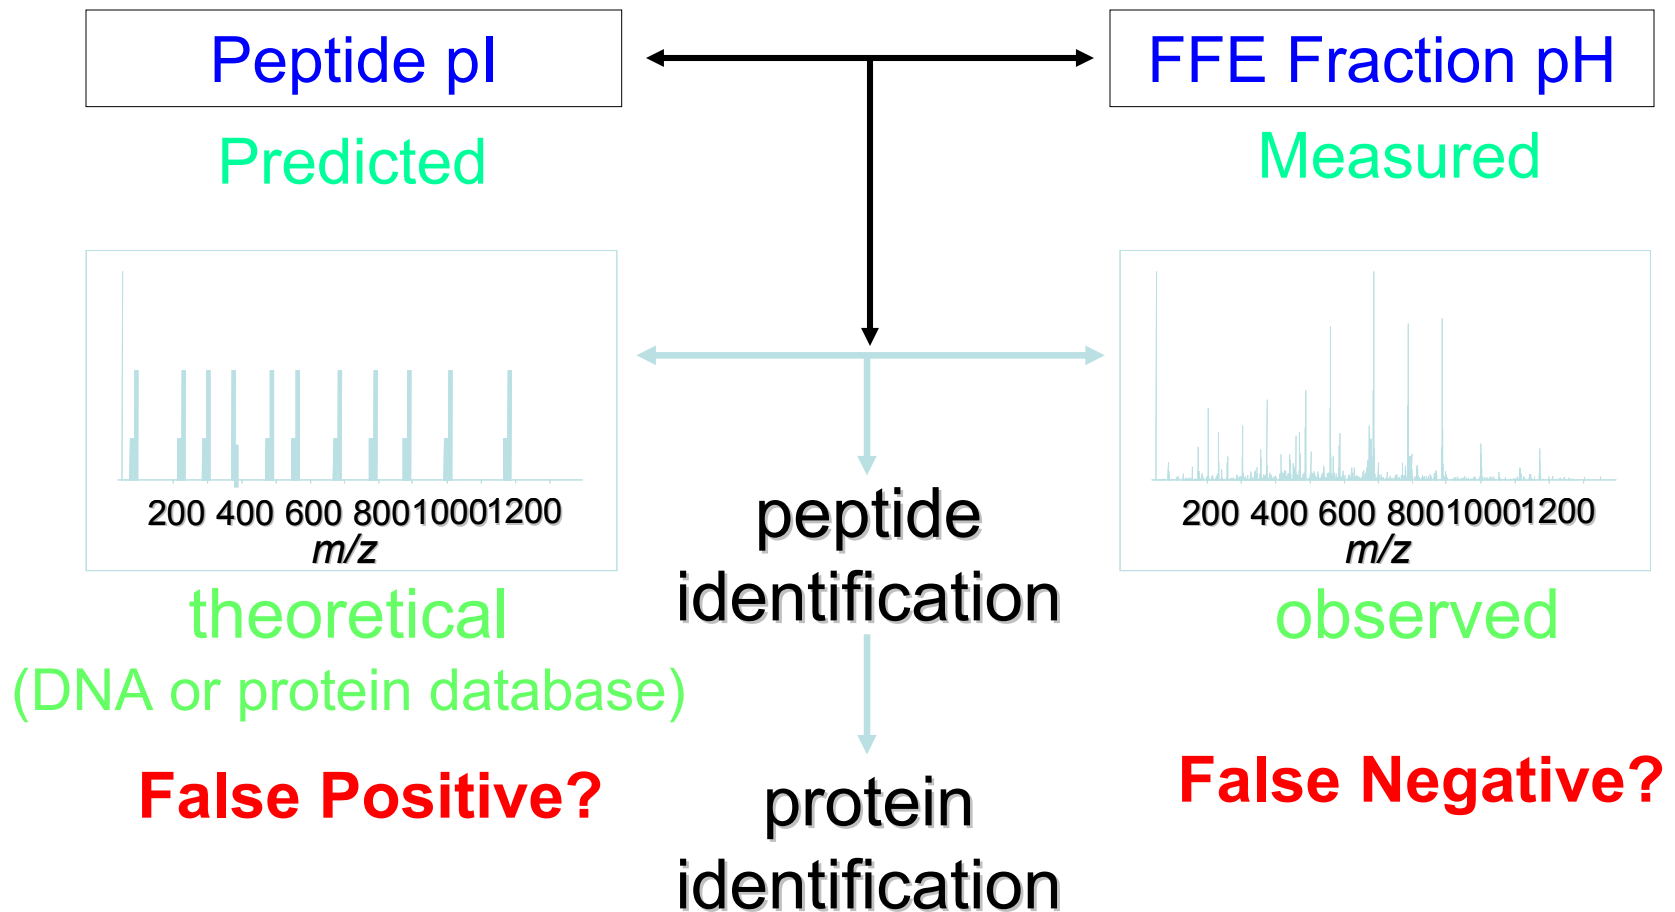 Peptide pI
FFE Fraction pH
Predicted
Measured
200 400 600 80010001200
m/z
200 400 600 80010001200
m/z
peptide
identification
theoretical
(DNA or protein database)
observed
False Positive?
False Negative?
protein
identification